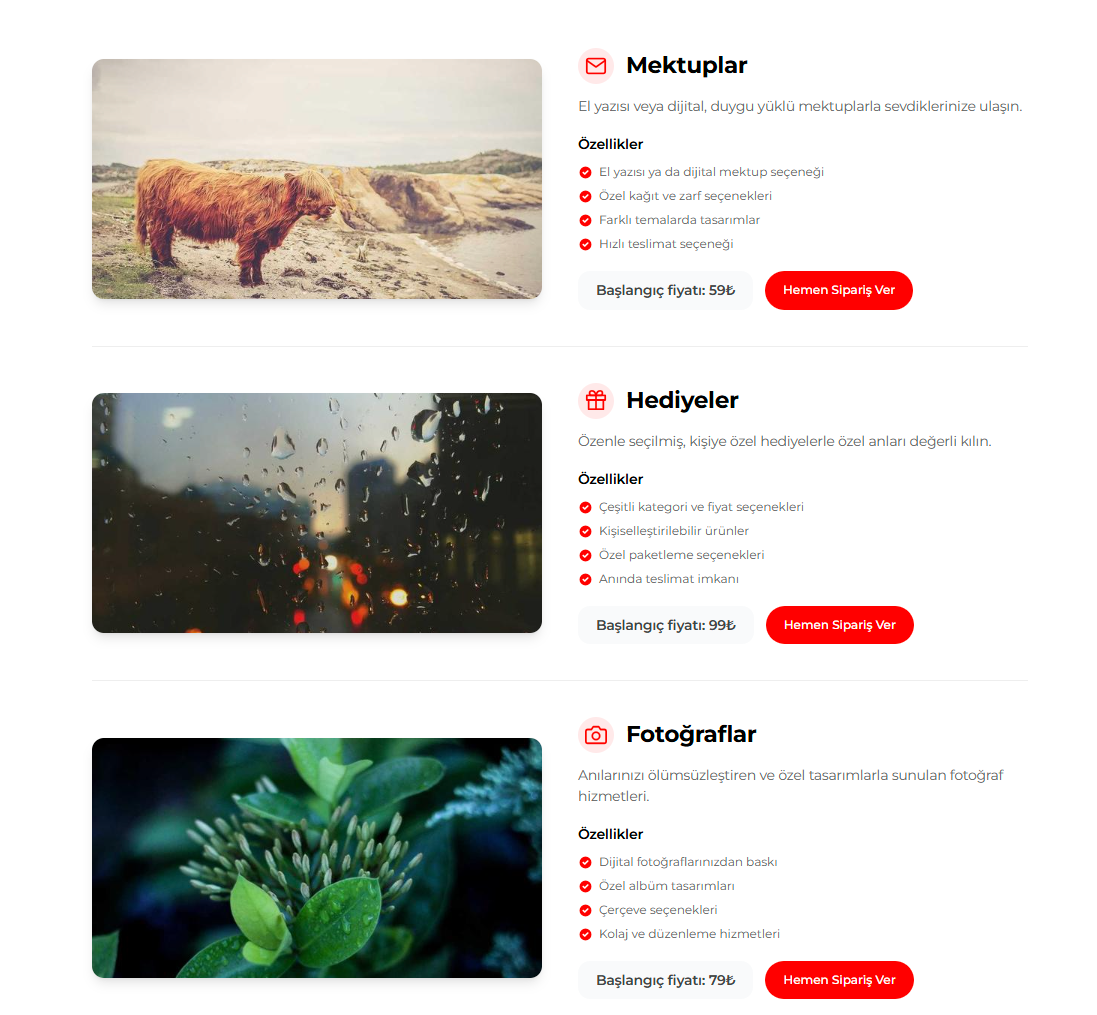 Mektuplar
El yazısı veya dijital, duygu yüklü mektuplarla sevdiklerinize ulaşın.
Özellikler
El yazısı ya da dijital mektup seçeneği
Özel kağıt ve zarf seçenekleri
Farklı temalarda tasarımlar
Hızlı teslimat seçeneği
Başlangıç fiyatı: 59₺
Hemen Sipariş Ver
Hediyeler
Özenle seçilmiş, kişiye özel hediyelerle özel anları değerli kılın.
Özellikler
Çeşitli kategori ve fiyat seçenekleri
Kişiselleştirilebilir ürünler
Özel paketleme seçenekleri
Anında teslimat imkanı
Başlangıç fiyatı: 99₺
Hemen Sipariş Ver
Fotoğraflar
Anılarınızı ölümsüzleştiren ve özel tasarımlarla sunulan fotoğraf
hizmetleri.
Özellikler
Dijital fotoğraflarınızdan baskı
Özel albüm tasarımları
Çerçeve seçenekleri
Kolaj ve düzenleme hizmetleri
Başlangıç fiyatı: 79₺
Hemen Sipariş Ver